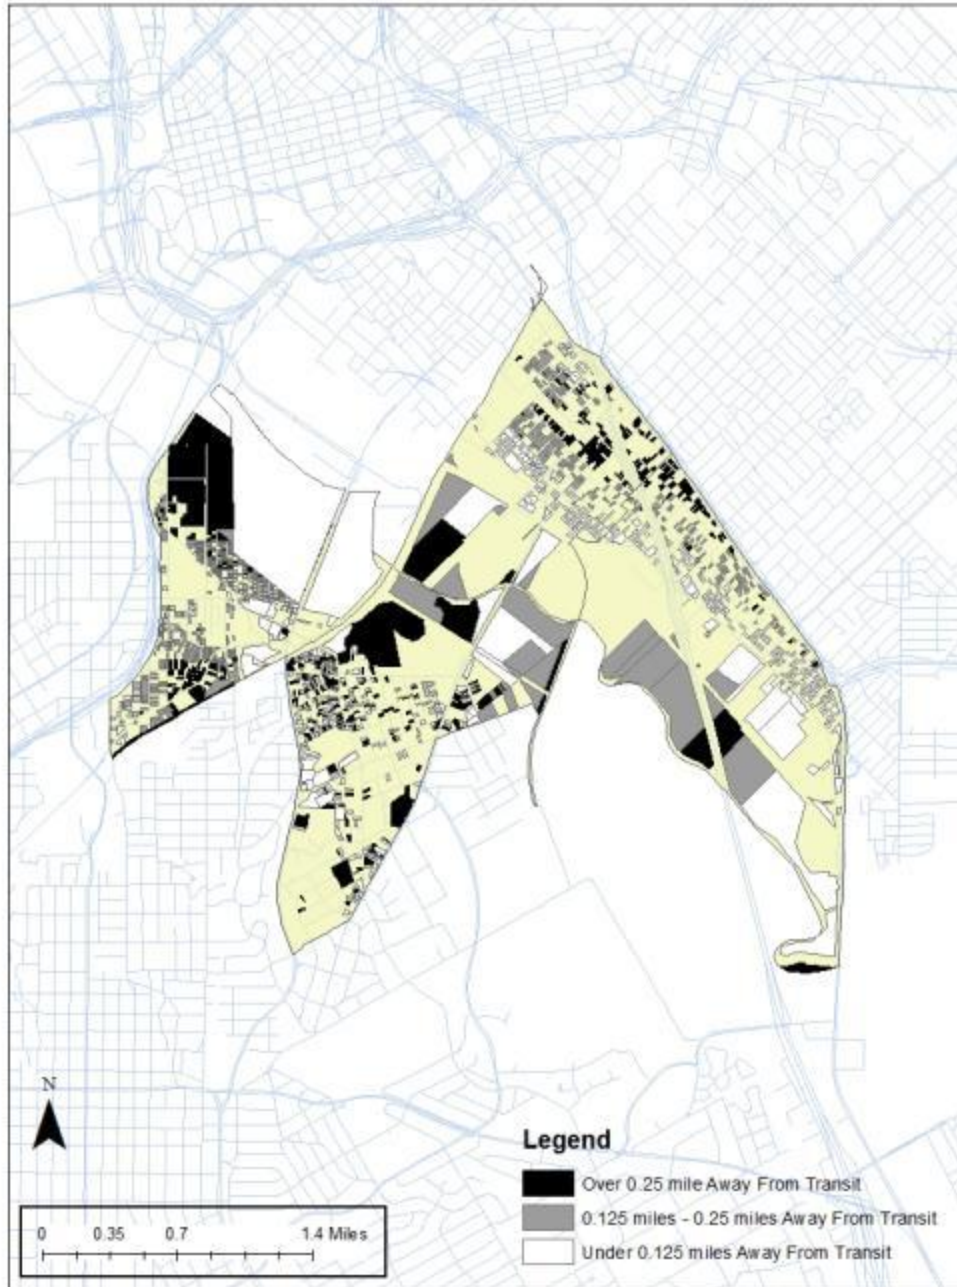 N
0 0.35 0.7 1.4 Miles
Legend
Over 0.25 mile Away From Transit
0.125 miles - 0.25 miles Away From Transit
Under 0.125 miles Away From Transit